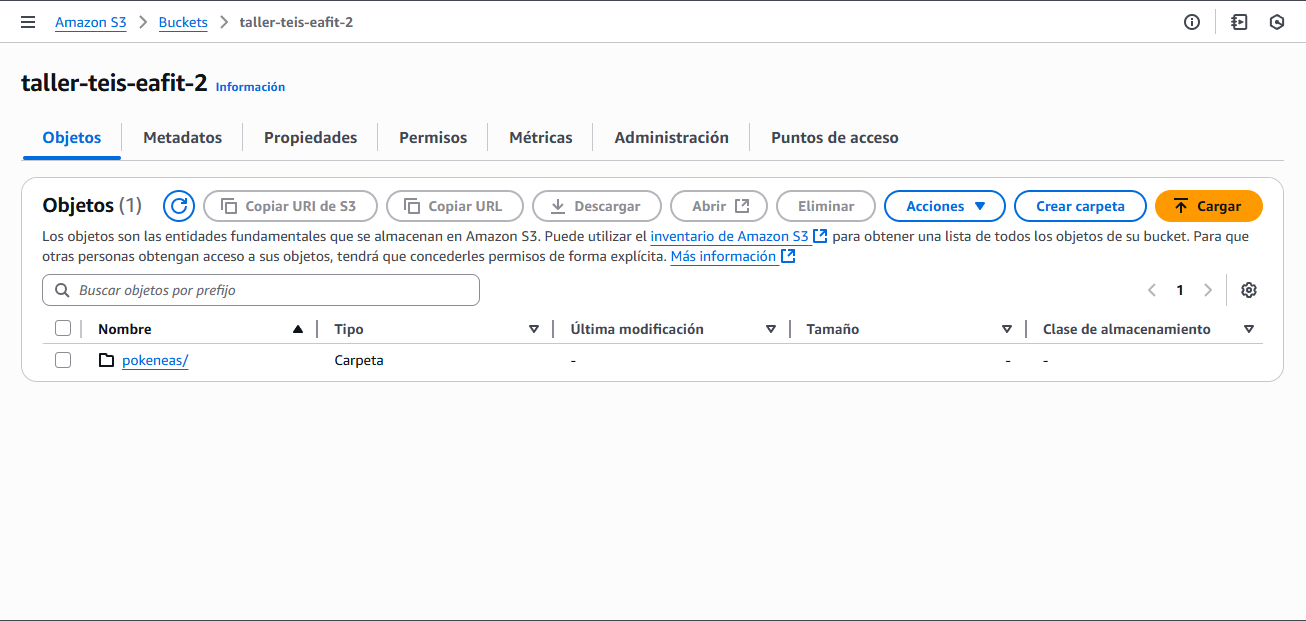 Amazon S3 > Buckets > taller-teis-eafit-2
taller-teis-eafit-2 Información
Objetos Metadatos Propiedades Permisos Métricas Administración Puntos de acceso
Objetos (1) Copiar URI de S3 Copiar URL Descargar Abrir Eliminar Acciones Crear carpeta Cargar
Los objetos son las entidades fundamentales que se almacenan en Amazon S3. Puede utilizar el inventario de Amazon S3 para obtener una lista de todos los objetos de su bucket. Para que
otras personas obtengan acceso a sus objetos, tendrá que concederles permisos de forma explícita. Más información
Buscar objetos por prefijo 1
Nombre Tipo Última modificación Tamaño Clase de almacenamiento
pokeneas/ Carpeta - - -